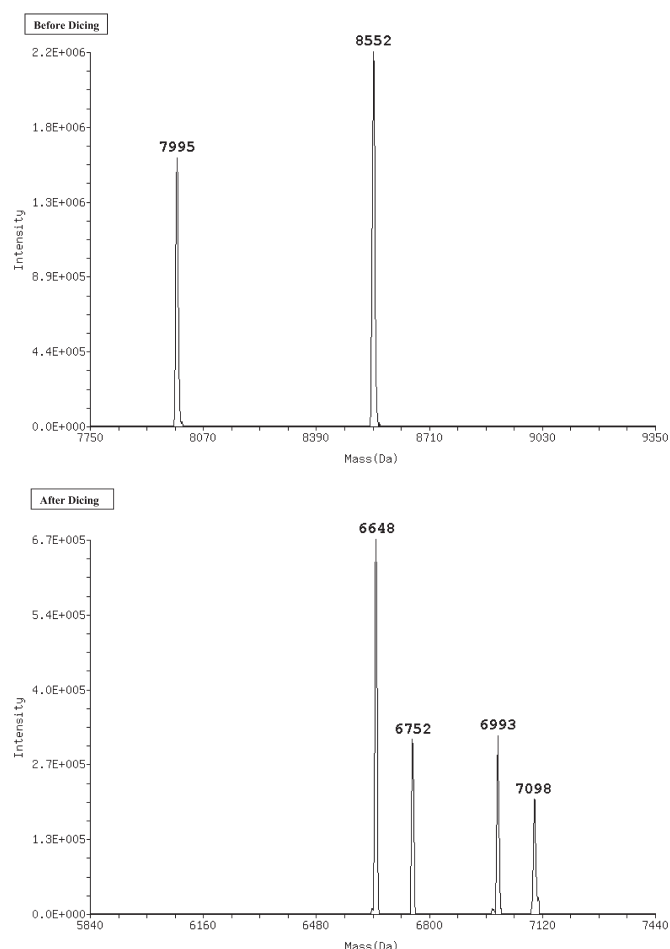 Before Dicing
2.2E+006
1.8E+006
1.3E+006
8.9E+005
4.4E+005
0.0E+000
Intensity
7995
8552
7750 8070 8390 8710 9030 9350
Mass(Da)
After Dicing
6.7E+005
5.4E+005
4.0E+005
2.7E+005
1.3E+005
0.0E+000
Intensity
6648
6752
6993
7098
5840 6160 6480 6800 7120 7440
Mass(Da)